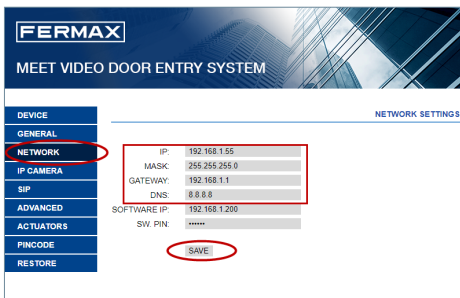 FERMAX
MEET VIDEO DOOR ENTRY SYSTEM
NETWORK SETTINGS
DEVICE
GENERAL
NETWORK
IP CAMERA
SIP
ADVANCED
ACTUATORS
PINCODE
RESTORE
IP: 192.168.1.55
MASK: 255.255.255.0
GATEWAY: 192.168.1.1
DNS: 8.8.8.8
SOFTWARE IP: 192.168.1.200
SW. PIN: ••••••
SAVE